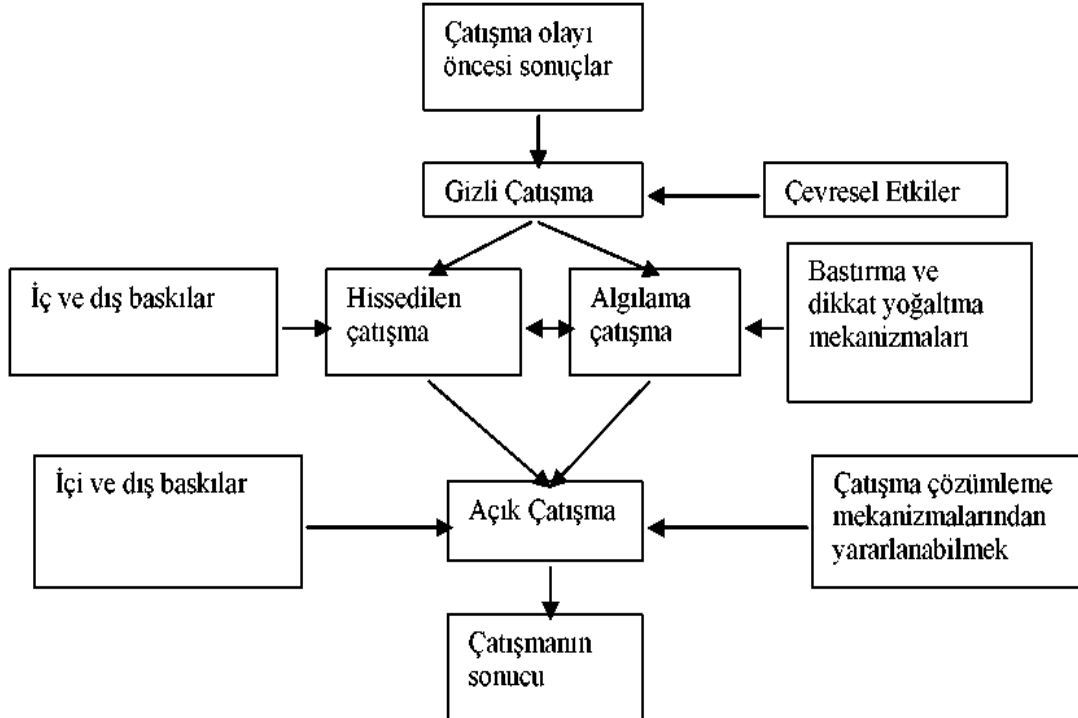 Çatışma olayı
öncesi sonuçlar
Gizli Çatışma
Çevresel Etkiler
İç ve dış baskılar
Hissedilen
çatışma
Algılama
çatışma
Bastırma ve
dikkat yoğaltma
mekanizmaları
İçi ve dış baskılar
Açık Çatışma
Çatışma çözümleme
mekanizmalarından
yararlanabilmek
Çatışmanın
sonucu